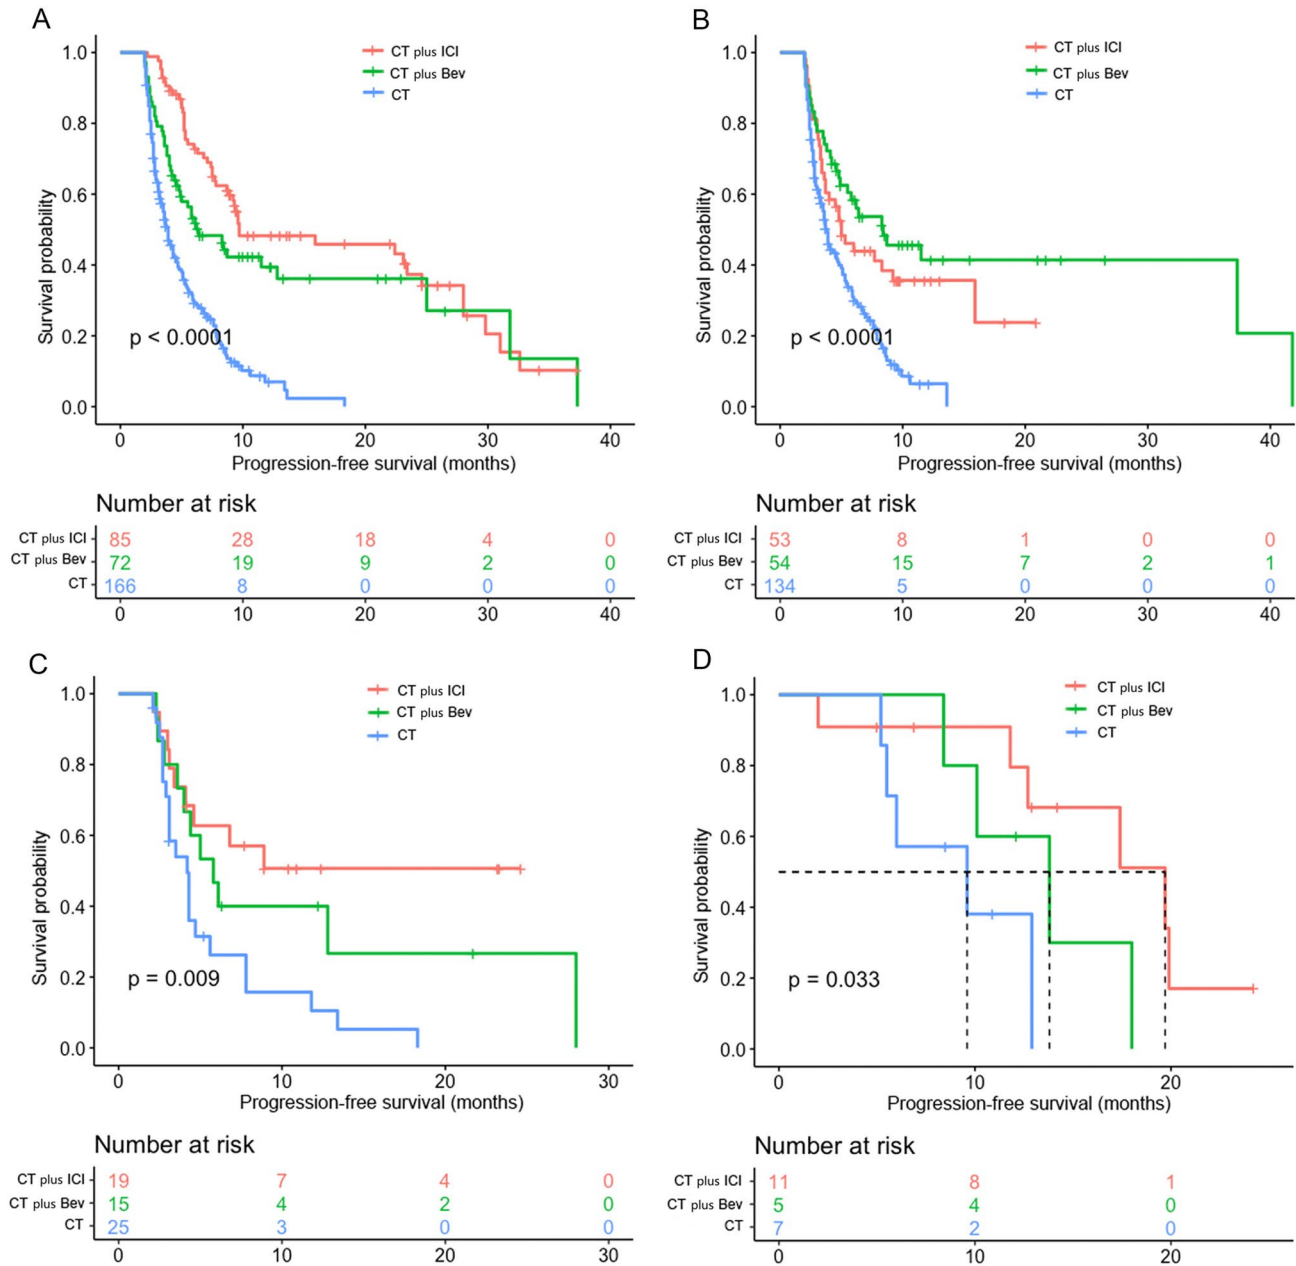 A
CT plus ICI
CT plus Bev
CT
1.0
0.8
0.6
0.4
0.2
0.0
Survival probability
p < 0.0001
0 10 20 30 40
Progression-free survival (months)
Number at risk
CT plus ICI 85 28 18 4 0
CT plus Bev 72 19 9 2 0
CT 166 8 0 0 0
0 10 20 30 40
B
CT plus ICI
CT plus Bev
CT
1.0
0.8
0.6
0.4
0.2
0.0
Survival probability
p < 0.0001
0 10 20 30 40
Progression-free survival (months)
Number at risk
CT plus ICI 53 8 1 0 0
CT plus Bev 54 15 7 2 1
CT 134 5 0 0 0
0 10 20 30 40
C
CT plus ICI
CT plus Bev
CT
1.0
0.8
0.6
0.4
0.2
0.0
Survival probability
p = 0.009
0 10 20 30
Progression-free survival (months)
Number at risk
CT plus ICI 19 7 4 0
CT plus Bev 15 4 2 0
CT 25 3 0 0
0 10 20 30
D
CT plus ICI
CT plus Bev
CT
1.0
0.8
0.6
0.4
0.2
0.0
Survival probability
p = 0.033
0 10 20
Progression-free survival (months)
Number at risk
CT plus ICI 11 8 1
CT plus Bev 5 4 0
CT 7 2 0
0 10 20